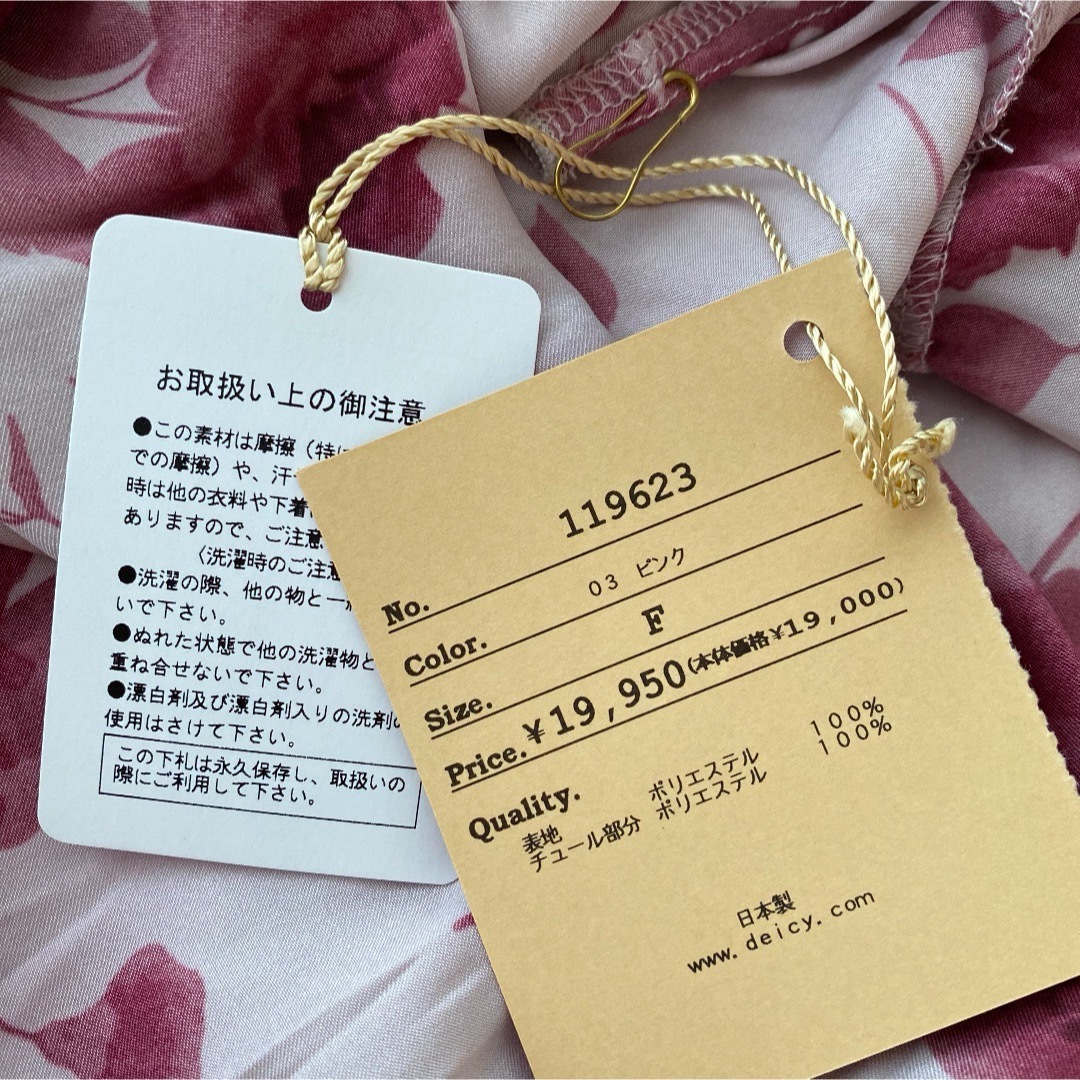 お取扱い上の御注意
●この素材は摩擦（特に
での摩擦）や、汗
時は他の衣料や下着
ありますので、ご注意
〈洗濯時のご注意
●洗濯の際、他の物と一
いで下さい。
●ぬれた状態で他の洗濯物と
重ね合せないで下さい。
●漂白剤及び漂白剤入りの洗剤の
使用はさけて下さい。
この下札は永久保存し、取扱いの
際にご利用して下さい。
No. 119623
Color. 03 ピンク
Size. F
Price. ¥19,950(本体価格¥19,000)
Quality.
表地 ポリエステル 100%
チュール部分 ポリエステル 100%
日本製
www.deicy.com